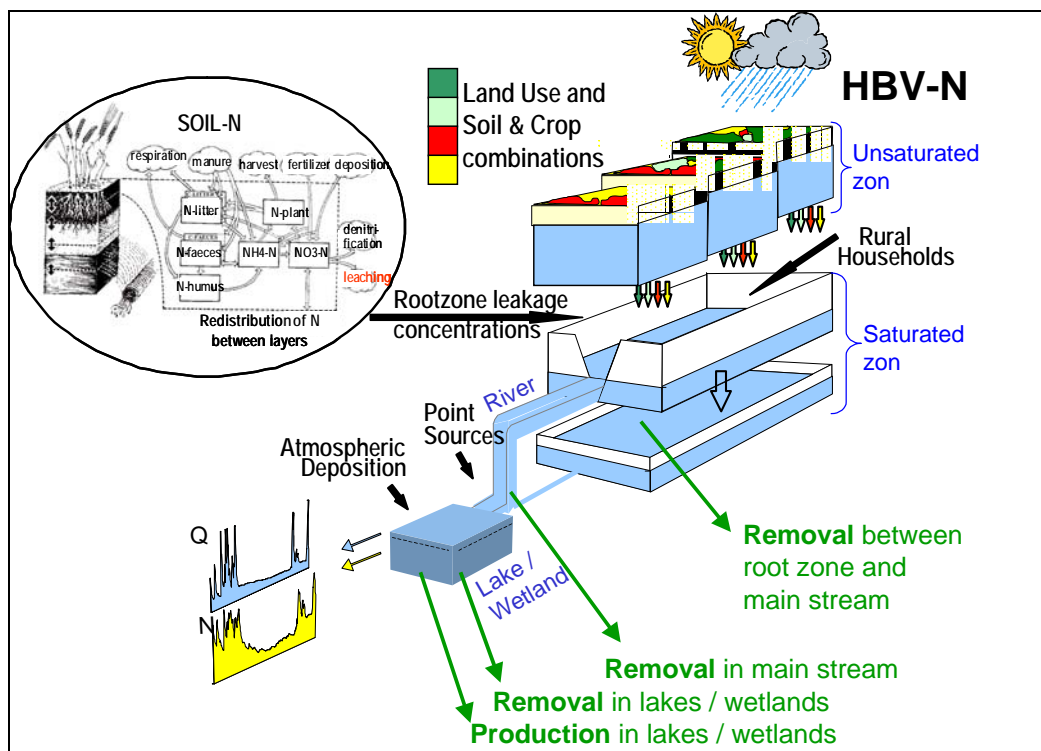 HBV-N
Land Use and
Soil & Crop
combinations
Unsaturated
zon
SOIL-N
respiration
manure
harvest
fertilizer
deposition
N-litter
N-plant
denitri-
fication
N-faeces
NH4-N
NO3-N
leaching
N-humus
Redistribution of N
between layers
Rootzone leakage
concentrations
Rural
Households
Saturated
zon
River
Point
Sources
Atmospheric
Deposition
Q
N
Lake /
Wetland
Removal between
root zone and
main stream
Removal in main stream
Removal in lakes / wetlands
Production in lakes / wetlands